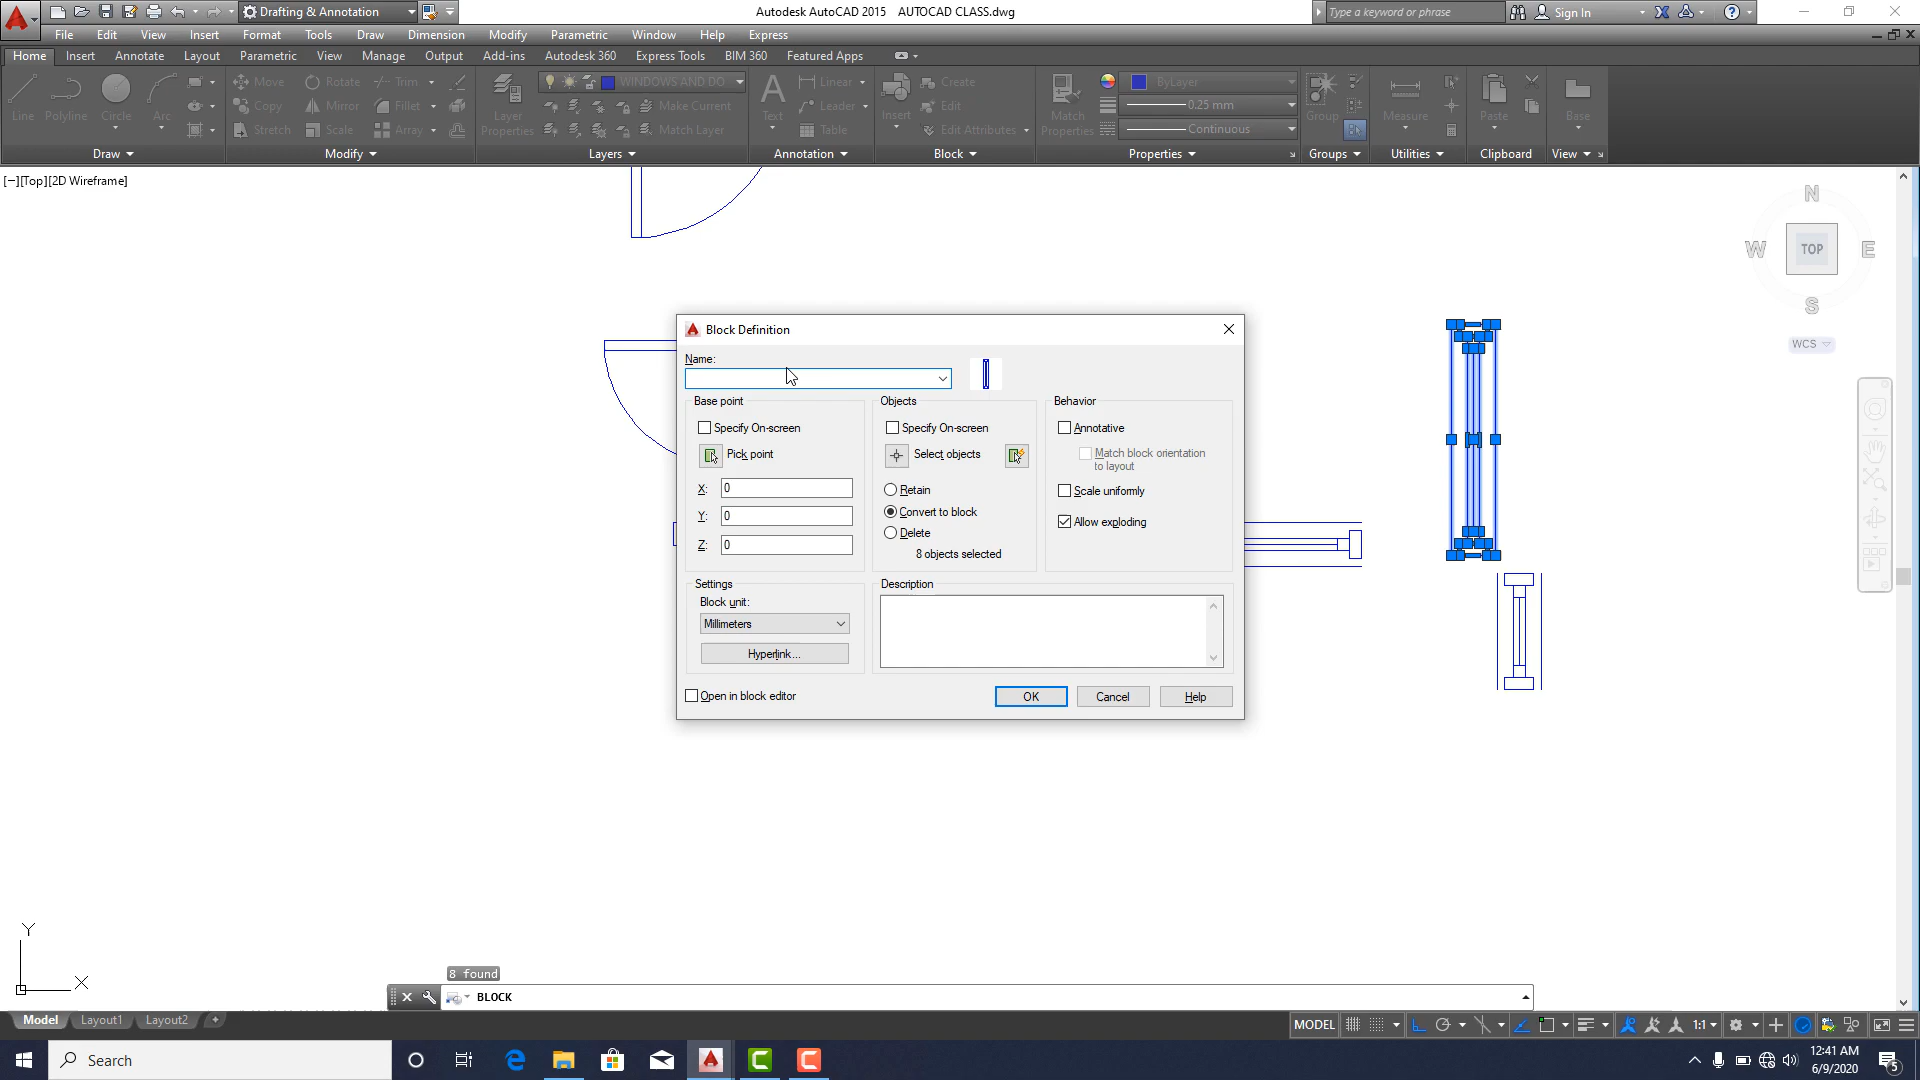 Drafting & Annotation
Autodesk AutoCAD 2015 AUTOCAD CLASS.dwg
Type a keyword or phrase
Sign In
File Edit View Insert Format Tools Draw Dimension Modify Parametric Window Help Express
Home Insert Annotate Layout Parametric View Manage Output Add-ins Autodesk 360 Express Tools BIM 360 Featured Apps
Line Polyline Circle Arc
Move Rotate Trim
Copy Mirror Fillet
Stretch Scale Array
Layer Properties
WINDOWS AND DO
Make Current
Match Layer
Text
Linear
Leader
Table
Insert
Create
Edit
Edit Attributes
Match Properties
ByLayer
0.25 mm
Continuous
Group
Measure
Paste
Base
Draw Modify Layers Annotation Block Properties Groups Utilities Clipboard View
[−][Top][2D Wireframe]
N
W TOP E
S
WCS
Block Definition
Name:
Base point
Specify On-screen
Pick point
X: 0
Y: 0
Z: 0
Objects
Specify On-screen
Select objects
Retain
Convert to block
Delete
8 objects selected
Behavior
Annotative
Match block orientation
to layout
Scale uniformly
Allow exploding
Settings
Block unit:
Millimeters
Hyperlink...
Description
Open in block editor
OK Cancel Help
Y
X
8 found
BLOCK
Model Layout1 Layout2
MODEL
1:1
Search
12:41 AM
6/9/2020
5